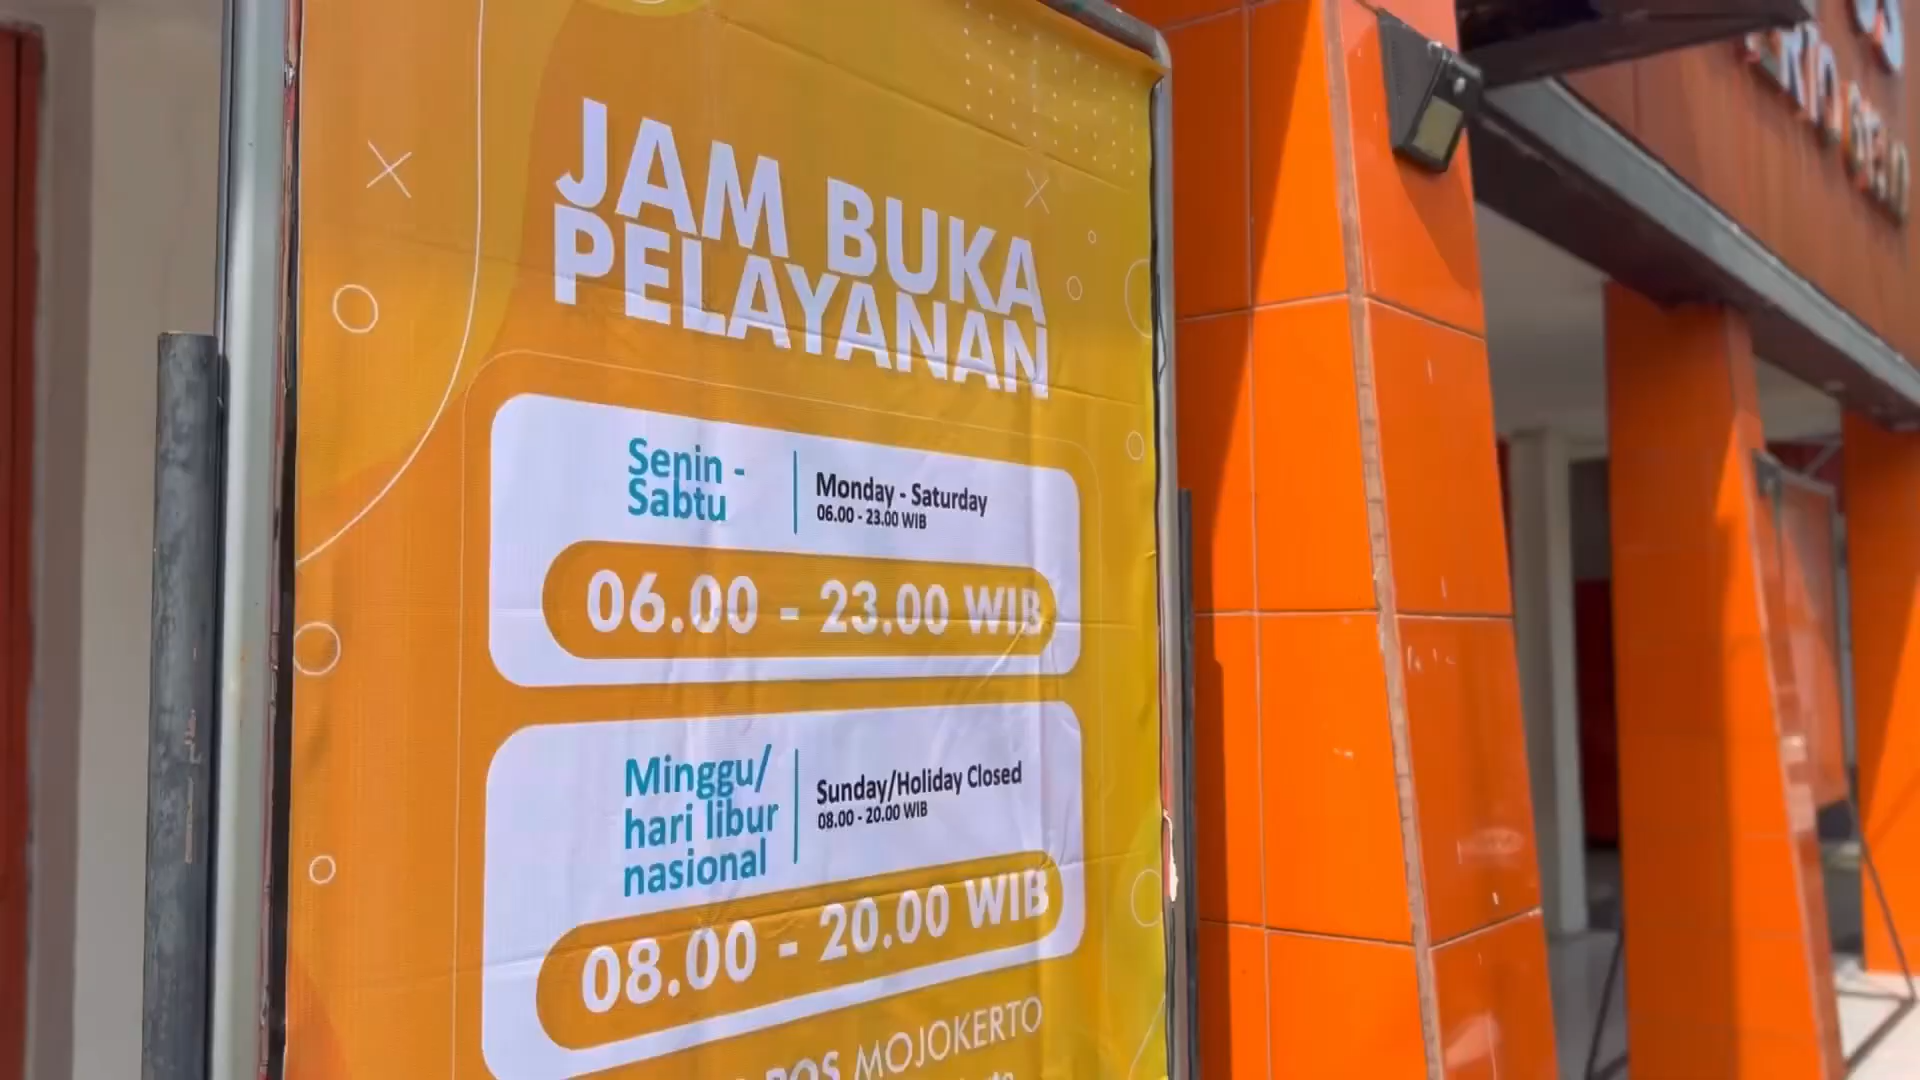 JAM BUKA
PELAYANAN
Senin -
Sabtu
Monday - Saturday
06.00 - 23.00 WIB
06.00 - 23.00 WIB
Minggu/
hari libur
nasional
Sunday/Holiday Closed
08.00 - 20.00 WIB
08.00 - 20.00 WIB
POS MOJOKERTO